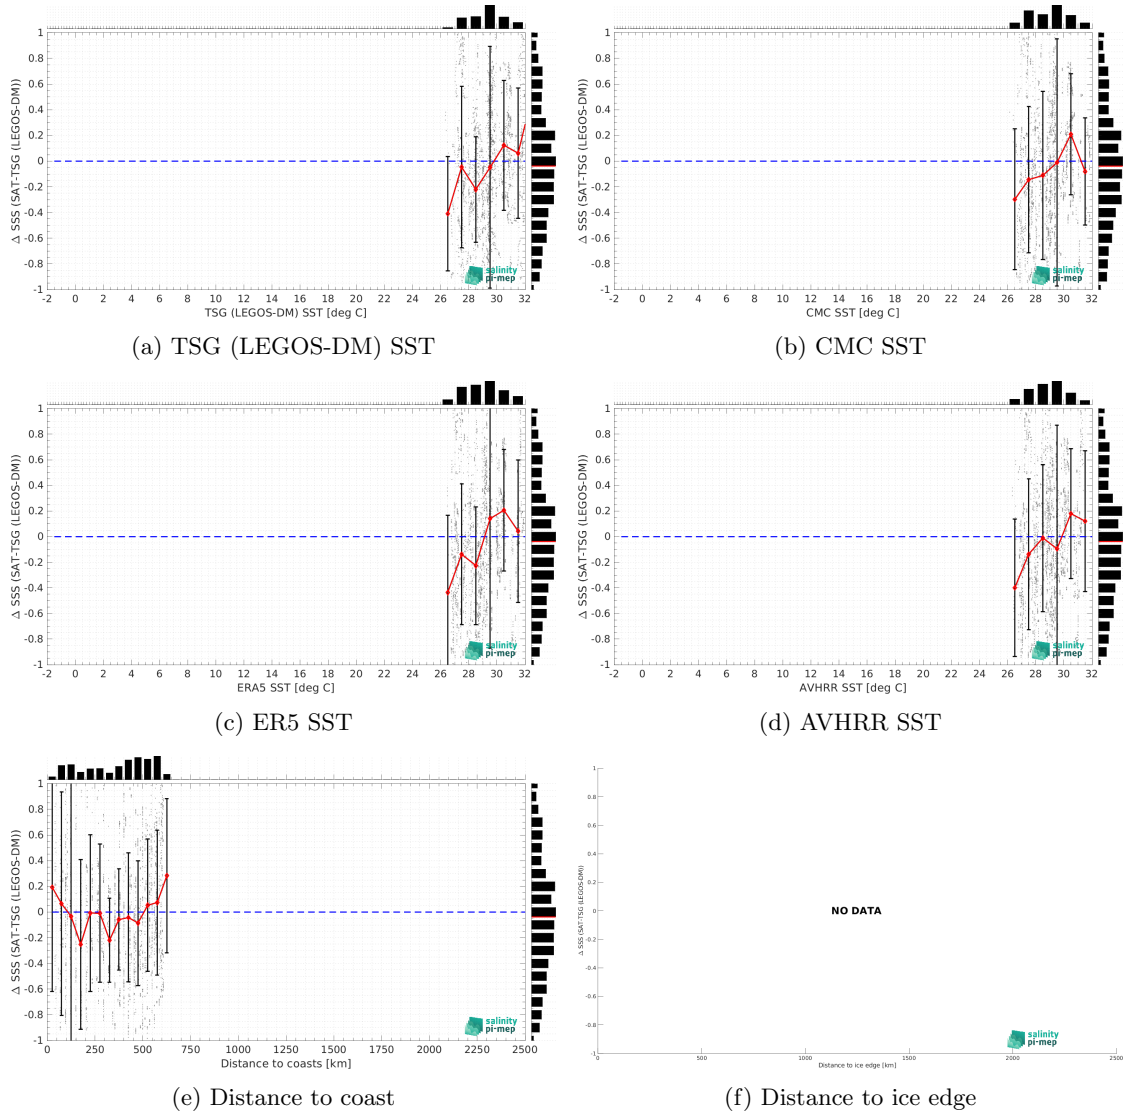 1
0.8
0.6
0.4
0.2
0
-0.2
-0.4
-0.6
-0.8
-1
Δ SSS (SAT-TSG (LEGOS-DM))
salinity
pi-mep
-2 0 2 4 6 8 10 12 14 16 18 20 22 24 26 28 30 32
TSG (LEGOS-DM) SST [deg C]
(a) TSG (LEGOS-DM) SST
1
0.8
0.6
0.4
0.2
0
-0.2
-0.4
-0.6
-0.8
-1
Δ SSS (SAT-TSG (LEGOS-DM))
salinity
pi-mep
-2 0 2 4 6 8 10 12 14 16 18 20 22 24 26 28 30 32
CMC SST [deg C]
(b) CMC SST
1
0.8
0.6
0.4
0.2
0
-0.2
-0.4
-0.6
-0.8
-1
Δ SSS (SAT-TSG (LEGOS-DM))
salinity
pi-mep
-2 0 2 4 6 8 10 12 14 16 18 20 22 24 26 28 30 32
ERA5 SST [deg C]
(c) ER5 SST
1
0.8
0.6
0.4
0.2
0
-0.2
-0.4
-0.6
-0.8
-1
Δ SSS (SAT-TSG (LEGOS-DM))
salinity
pi-mep
-2 0 2 4 6 8 10 12 14 16 18 20 22 24 26 28 30 32
AVHRR SST [deg C]
(d) AVHRR SST
1
0.8
0.6
0.4
0.2
0
-0.2
-0.4
-0.6
-0.8
-1
Δ SSS (SAT-TSG (LEGOS-DM))
salinity
pi-mep
0 250 500 750 1000 1250 1500 1750 2000 2250 2500
Distance to coasts [km]
(e) Distance to coast
1
0.8
0.6
0.4
0.2
0
-0.2
-0.4
-0.6
-0.8
-1
Δ SSS (SAT-TSG (LEGOS-DM))
NO DATA
salinity
pi-mep
0 500 1000 1500 2000 2500
Distance to ice edge [km]
(f) Distance to ice edge